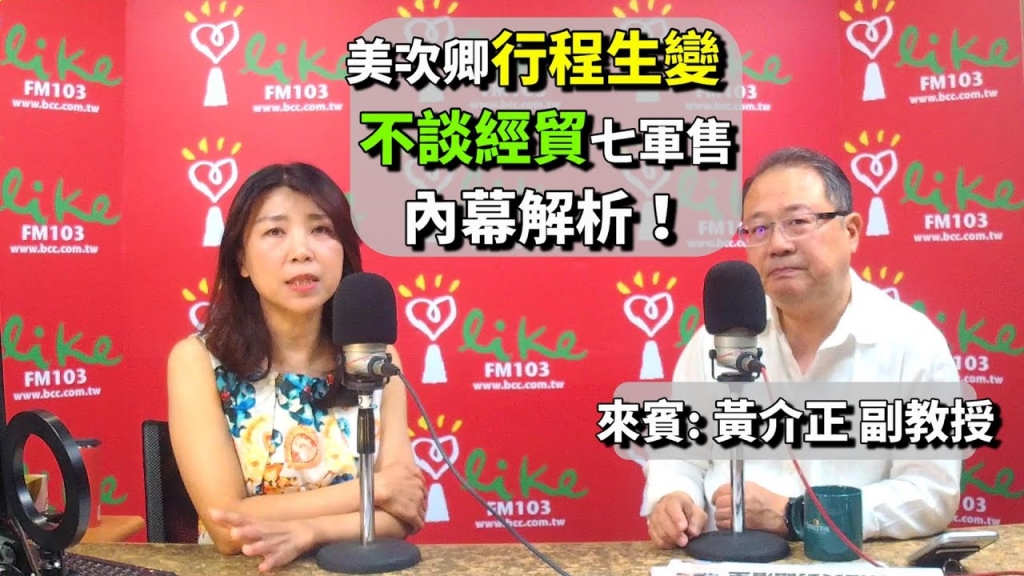 美次卿行程生變
不談經貿七軍售
內幕解析！
來賓: 黃介正 副教授
like
FM103
www.bcc.com.tw